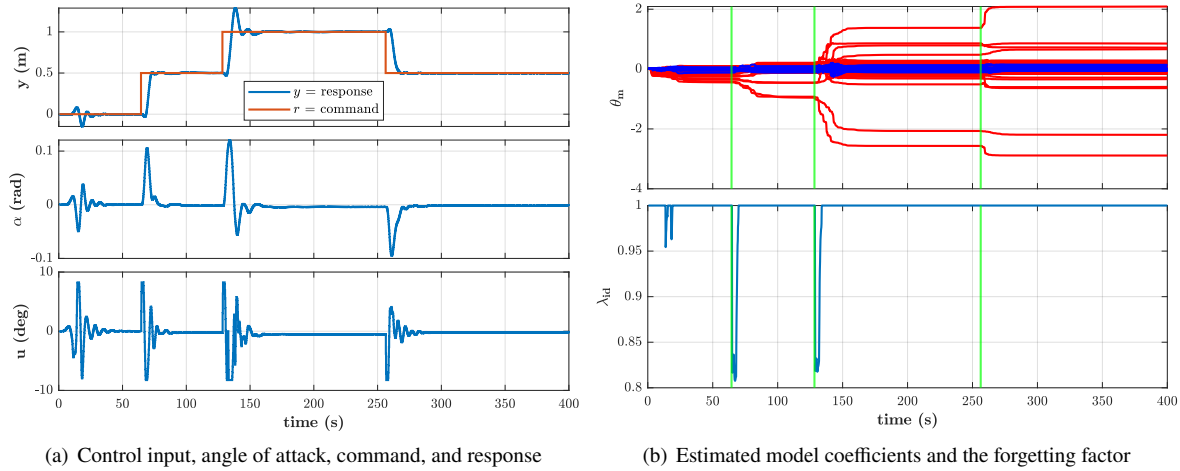 y (m)
1
0.5
0
y = response
r = command
α (rad)
0.1
0
-0.1
u (deg)
10
0
-10
0 50 100 150 200 250 300 350 400
time (s)
(a) Control input, angle of attack, command, and response
θm
2
0
-2
-4
λid
1
0.95
0.9
0.85
0.8
0 50 100 150 200 250 300 350 400
time (s)
(b) Estimated model coefficients and the forgetting factor